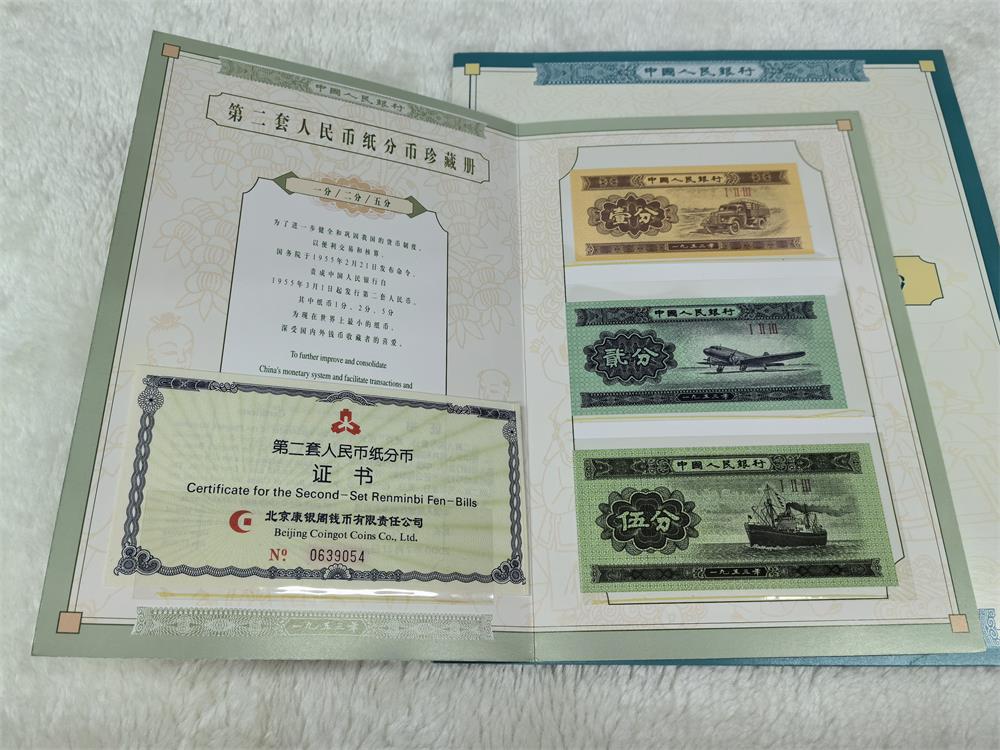 中國人民銀行
第二套人民币纸分币珍藏册
一分/二分/五分
为了进一步健全和巩固我国的货币制度，
以便利交易和核算，
国务院于1955年2月21日发布命令，
责成中国人民银行自
1955年3月1日起发行第二套人民币。
其中纸币1分、2分、5分
为现在世界上最小的纸币，
深受国内外钱币收藏者的喜爱。
To further improve and consolidate
China's monetary system and facilitate transactions and
第二套人民币纸分币
证书
Certificate for the Second-Set Renminbi Fen-Bills
北京康银阁钱币有限责任公司
Beijing Coingot Coins Co., Ltd.
Nº 0639054
一九五三年
中國人民銀行
中國人民銀行
I II III
壹分
一九五三年
中國人民銀行
I II III
貳分
一九五三年
中國人民銀行
I II III
伍分
一九五三年